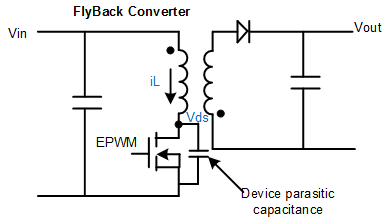 FlyBack Converter
Vin
Vout
iL
Vds
EPWM
Device parasitic
capacitance